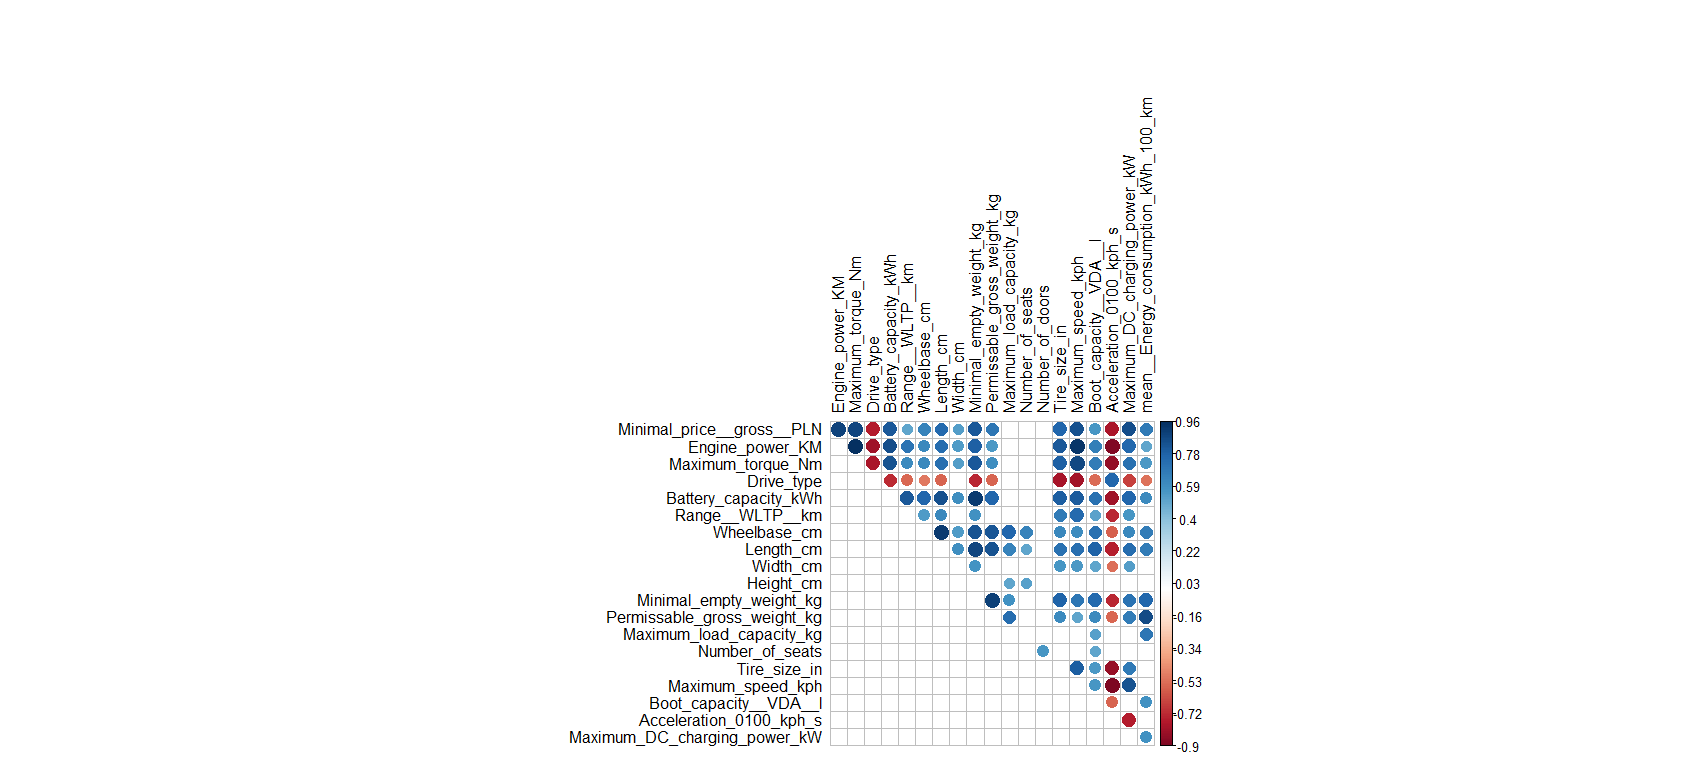 Engine_power_KM
Maximum_torque_Nm
Drive_type
Battery_capacity_kWh
Range__WLTP__km
Wheelbase_cm
Length_cm
Width_cm
Minimal_empty_weight_kg
Permissable_gross_weight_kg
Maximum_load_capacity_kg
Number_of_seats
Number_of_doors
Tire_size_in
Maximum_speed_kph
Boot_capacity__VDA__l
Acceleration_0100_kph_s
Maximum_DC_charging_power_kW
mean__Energy_consumption_kWh_100_km
Minimal_price__gross__PLN
Engine_power_KM
Maximum_torque_Nm
Drive_type
Battery_capacity_kWh
Range__WLTP__km
Wheelbase_cm
Length_cm
Width_cm
Height_cm
Minimal_empty_weight_kg
Permissable_gross_weight_kg
Maximum_load_capacity_kg
Number_of_seats
Tire_size_in
Maximum_speed_kph
Boot_capacity__VDA__l
Acceleration_0100_kph_s
Maximum_DC_charging_power_kW
0.96
0.78
0.59
0.4
0.22
0.03
-0.16
-0.34
-0.53
-0.72
-0.9